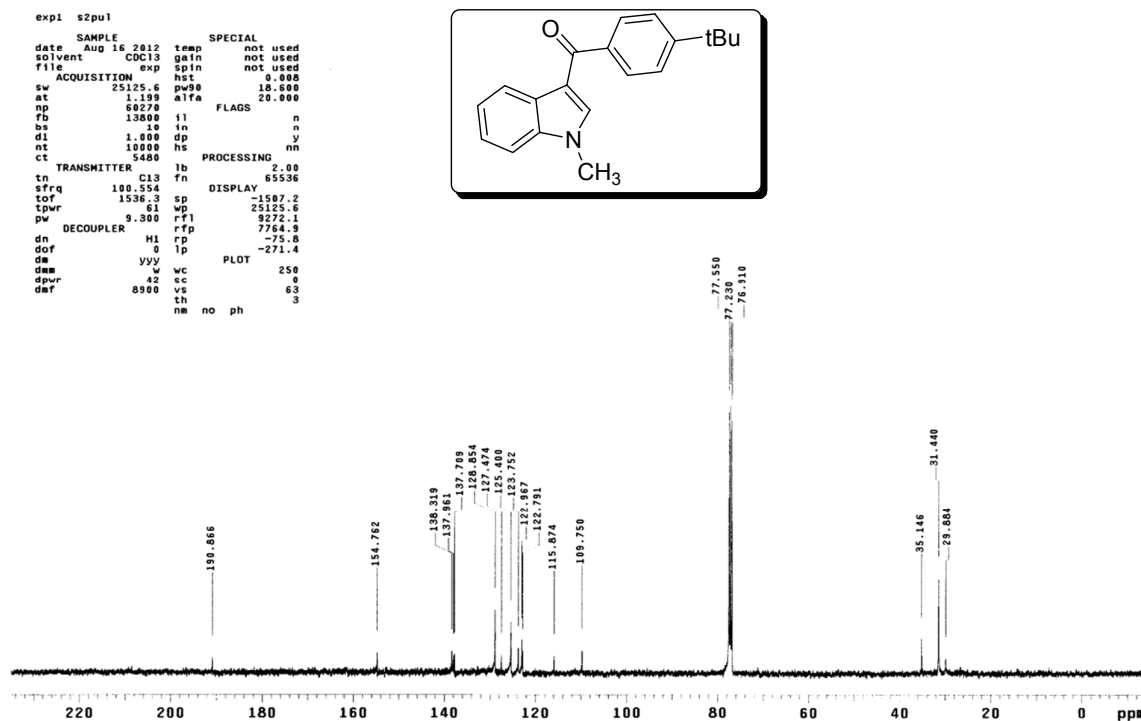 exp1 s2pul
SAMPLE SPECIAL
date Aug 16 2012 temp not used
solvent CDCl3 gain not used
file exp spin not used
ACQUISITION hst 0.008
sw 25125.6 pw90 18.600
at 1.199 alfa 20.000
np 60270 FLAGS
fb 13800 il n
bs 10 in n
d1 1.000 dp y
nt 10000 hs nn
ct 5480 PROCESSING
TRANSMITTER lb 2.00
tn C13 fn 65536
sfrq 100.554 DISPLAY
tof 1536.3 sp -1507.2
tpwr 61 wp 25125.6
pw 9.300 rfl 9272.1
DECOUPLER rfp 7764.9
dn H1 rp -75.8
dof 0 lp -271.4
dm yyy PLOT
dmm w wc 250
dpwr 42 sc 0
dmf 8900 vs 63
th 3
nm no ph
O
tBu
N
CH3
190.866
154.762
138.319
137.961
137.709
128.854
127.474
125.400
123.752
122.967
122.791
115.874
109.750
77.550
77.230
76.910
35.146
31.440
29.884
220 200 180 160 140 120 100 80 60 40 20 0 ppm